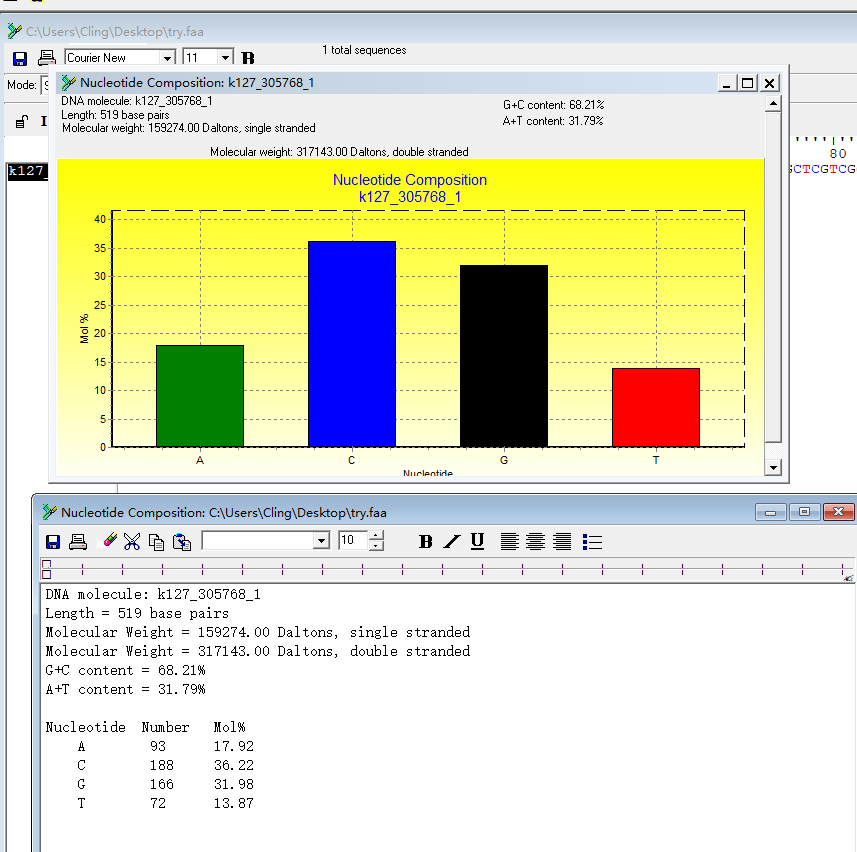 C:\Users\Cling\Desktop\try.faa
Courier New 11 B 1 total sequences
Mode:
Nucleotide Composition: k127_305768_1
DNA molecule: k127_305768_1
Length: 519 base pairs
Molecular weight: 159274.00 Daltons, single stranded
G+C content: 68.21%
A+T content: 31.79%
Molecular weight: 317143.00 Daltons, double stranded
80
k127_
GCTCGTCG
Nucleotide Composition
k127_305768_1
40
35
30
25
20
15
10
5
0
Mol %
A C G T
Nucleotide
Nucleotide Composition: C:\Users\Cling\Desktop\try.faa
10 B I U
DNA molecule: k127_305768_1
Length = 519 base pairs
Molecular Weight = 159274.00 Daltons, single stranded
Molecular Weight = 317143.00 Daltons, double stranded
G+C content = 68.21%
A+T content = 31.79%
Nucleotide Number Mol%
A 93 17.92
C 188 36.22
G 166 31.98
T 72 13.87